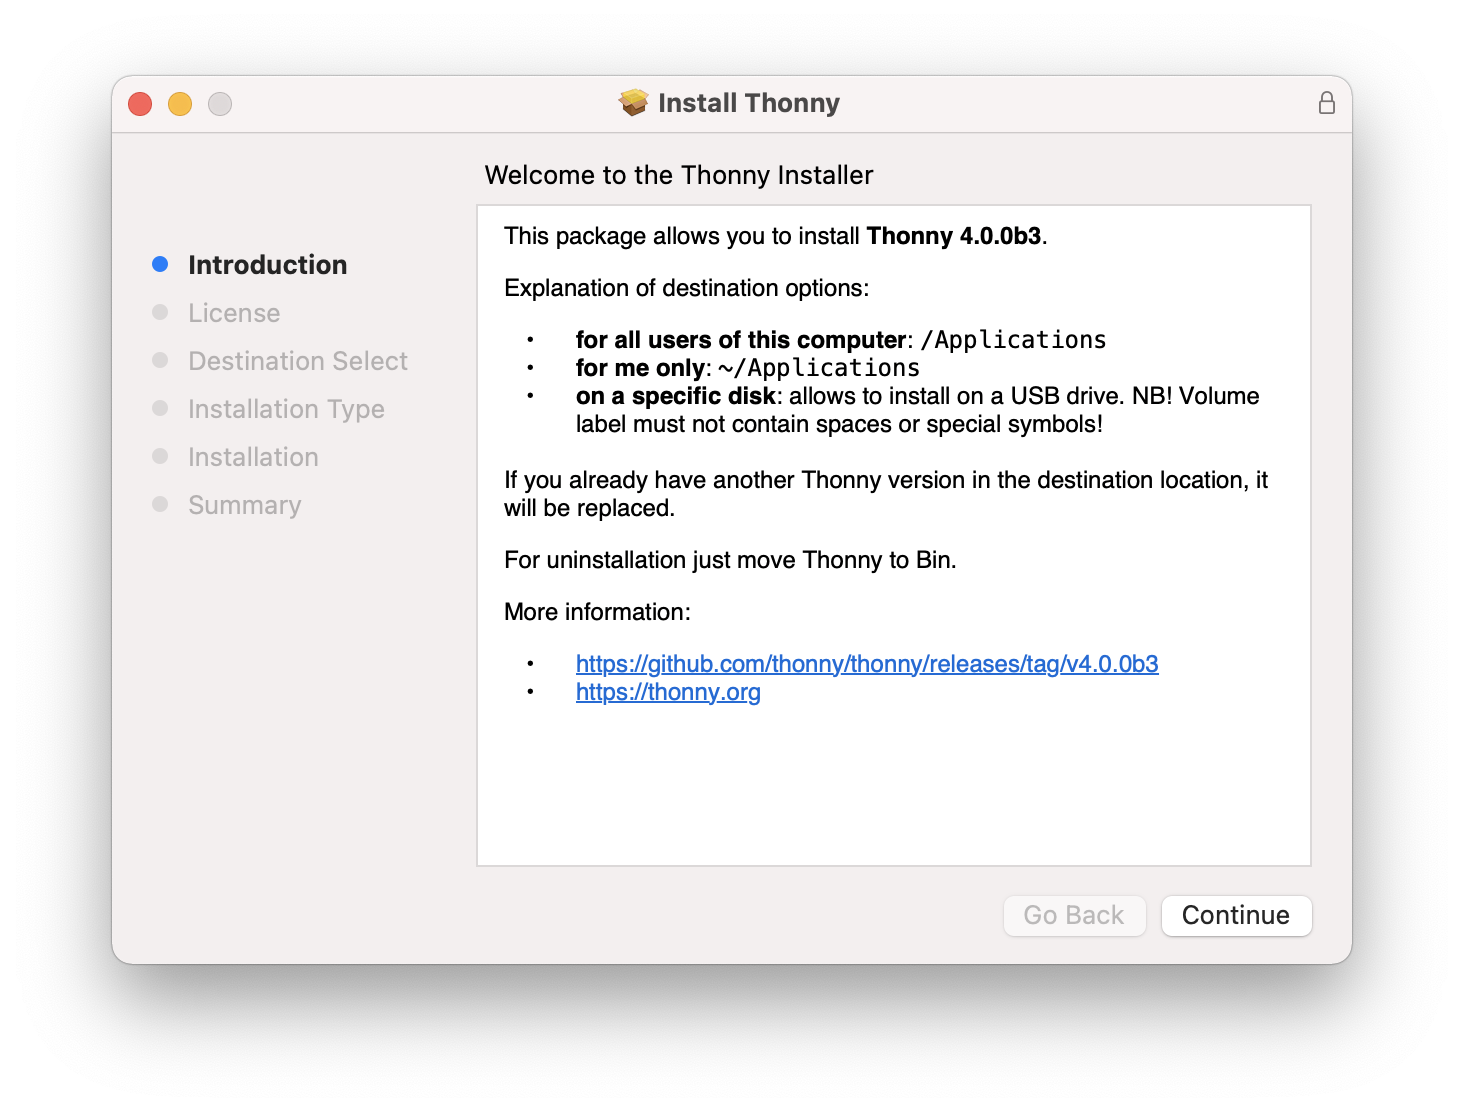 Install Thonny
Welcome to the Thonny Installer
Introduction
License
Destination Select
Installation Type
Installation
Summary
This package allows you to install Thonny 4.0.0b3.
Explanation of destination options:
• for all users of this computer: /Applications
• for me only: ~/Applications
• on a specific disk: allows to install on a USB drive. NB! Volume
label must not contain spaces or special symbols!
If you already have another Thonny version in the destination location, it
will be replaced.
For uninstallation just move Thonny to Bin.
More information:
• https://github.com/thonny/thonny/releases/tag/v4.0.0b3
• https://thonny.org
Go Back
Continue